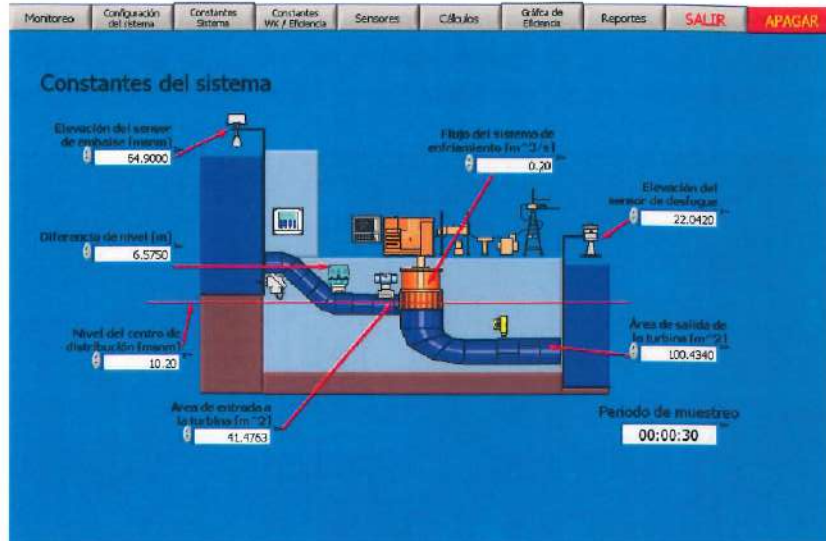 Monitoreo
Configuración
del sistema
Constantes
Sistema
Constantes
WK / Eficiencia
Sensores
Cálculos
Gráfica de
Eficiencia
Reportes
SALIR
APAGAR
Constantes del sistema
Elevación del sensor
de embalse [msnm]
64.9000
Flujo del sistema de
enfriamiento [m^3/s]
0.20
Elevación del
sensor de desfogue
22.0420
Diferencia de nivel [m]
6.5750
Nivel del centro de
distribución [msnm]
10.20
Área de salida de
la turbina [m^2]
100.4340
Area de entrada a
la turbina [m^2]
41.4763
Periodo de muestreo
00:00:30